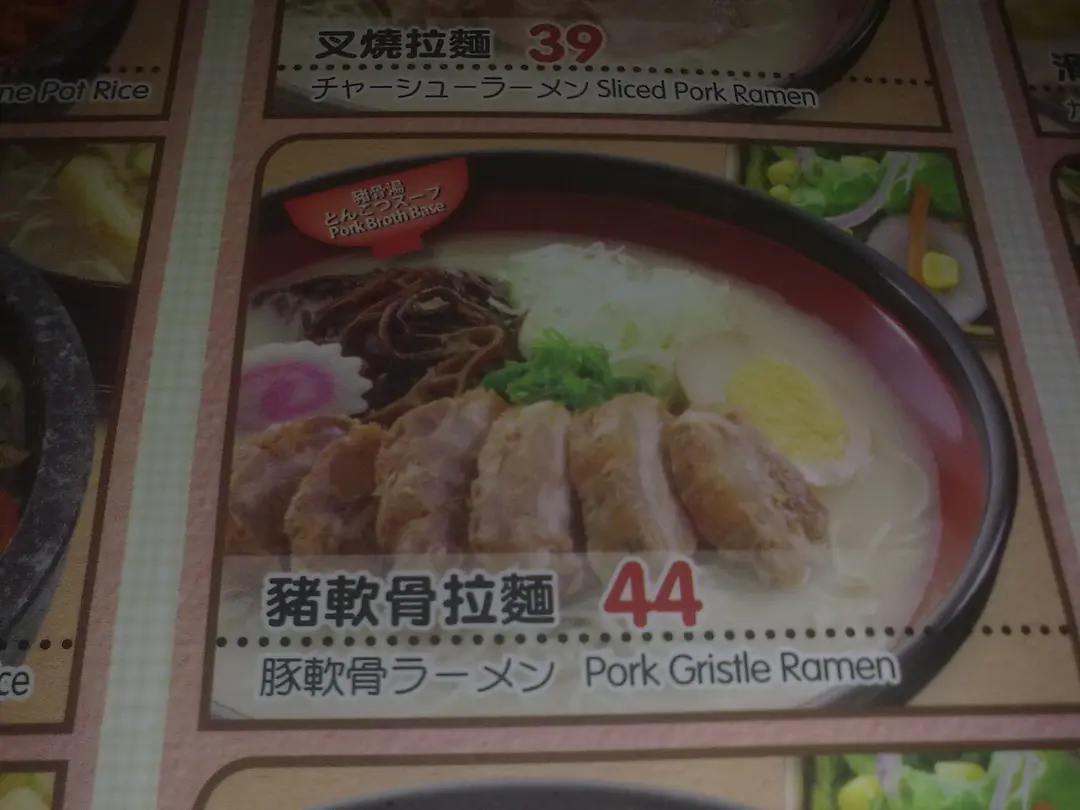 叉燒拉麵 39
チャーシューラーメン Sliced Pork Ramen
ne Pot Rice
豬骨湯
とんこつスープ
Pork Broth Base
豬軟骨拉麵 44
豚軟骨ラーメン Pork Gristle Ramen
ce